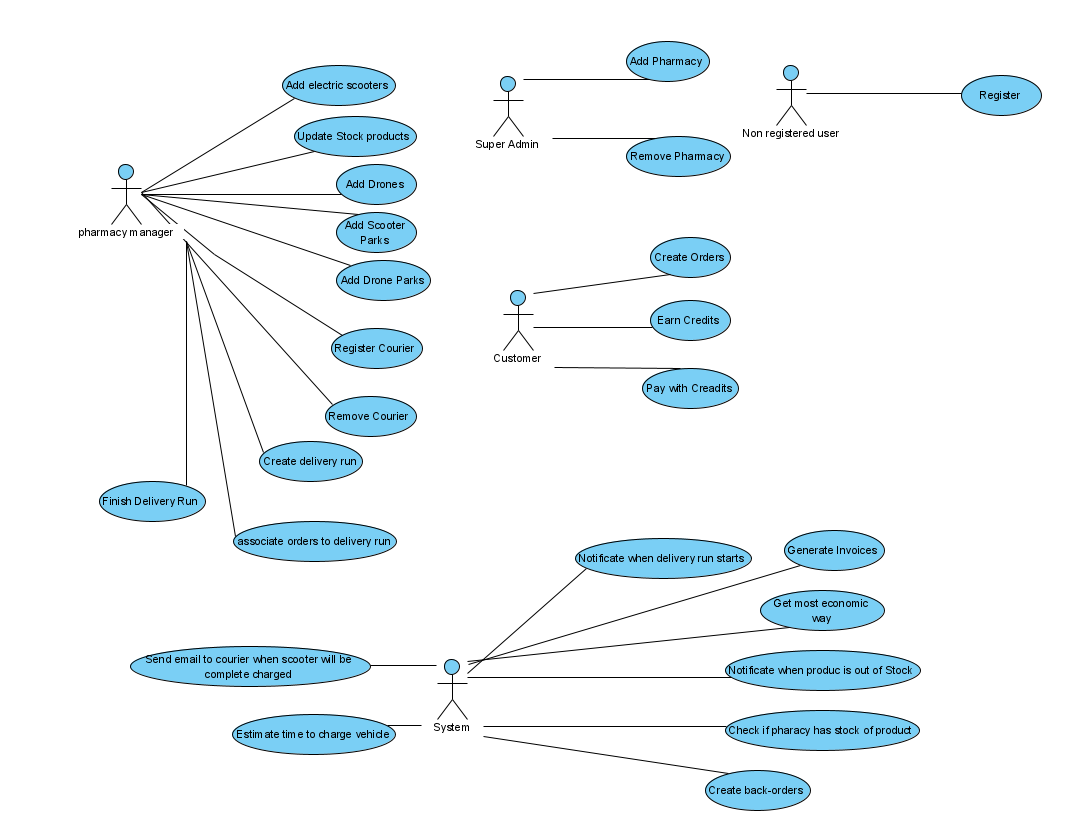 Add electric scooters
Update Stock products
Add Drones
Add Scooter
Parks
Add Drone Parks
pharmacy manager
Register Courier
Remove Courier
Create delivery run
Finish Delivery Run
associate orders to delivery run
Add Pharmacy
Super Admin
Remove Pharmacy
Non registered user
Register
Create Orders
Earn Credits
Customer
Pay with Creadits
Notificate when delivery run starts
Generate Invoices
Get most economic
way
Send email to courier when scooter will be
complete charged
Notificate when produc is out of Stock
System
Estimate time to charge vehicle
Check if pharacy has stock of product
Create back-orders